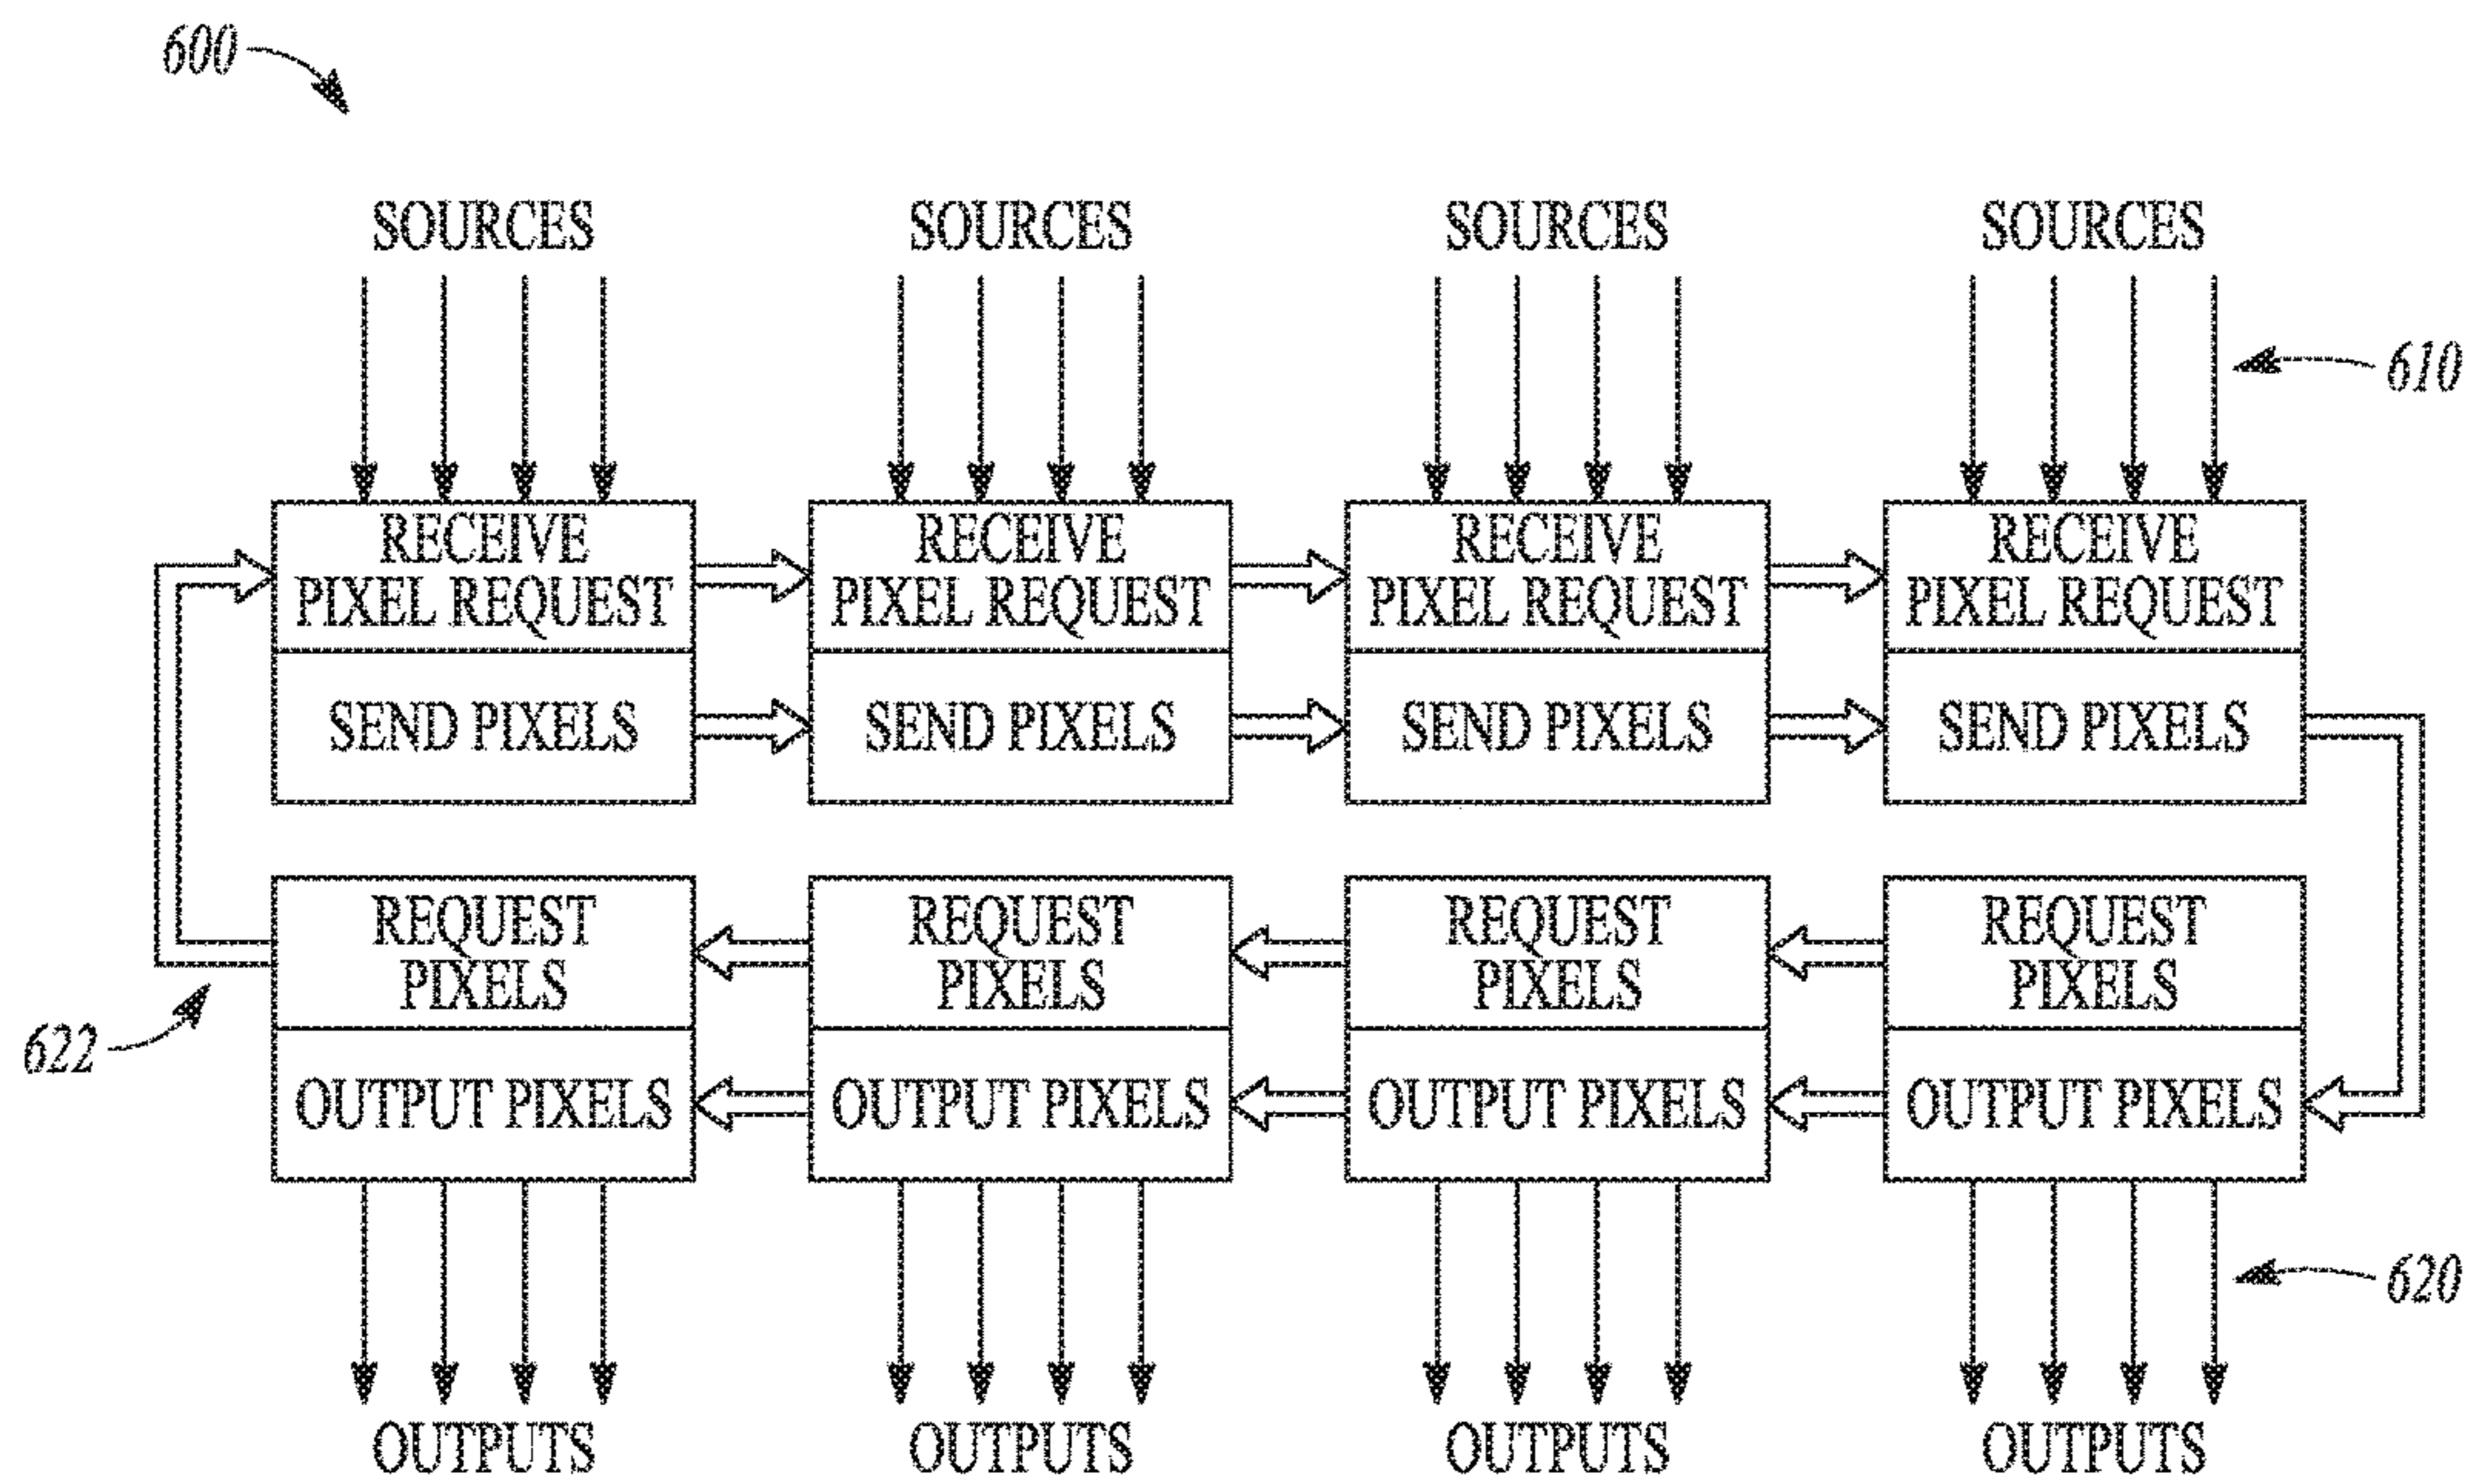 600
SOURCES SOURCES SOURCES SOURCES
610
RECEIVE PIXEL REQUEST
RECEIVE PIXEL REQUEST
RECEIVE PIXEL REQUEST
RECEIVE PIXEL REQUEST
SEND PIXELS SEND PIXELS SEND PIXELS SEND PIXELS
REQUEST PIXELS
REQUEST PIXELS
REQUEST PIXELS
REQUEST PIXELS
622
OUTPUT PIXELS OUTPUT PIXELS OUTPUT PIXELS OUTPUT PIXELS
620
OUTPUTS OUTPUTS OUTPUTS OUTPUTS